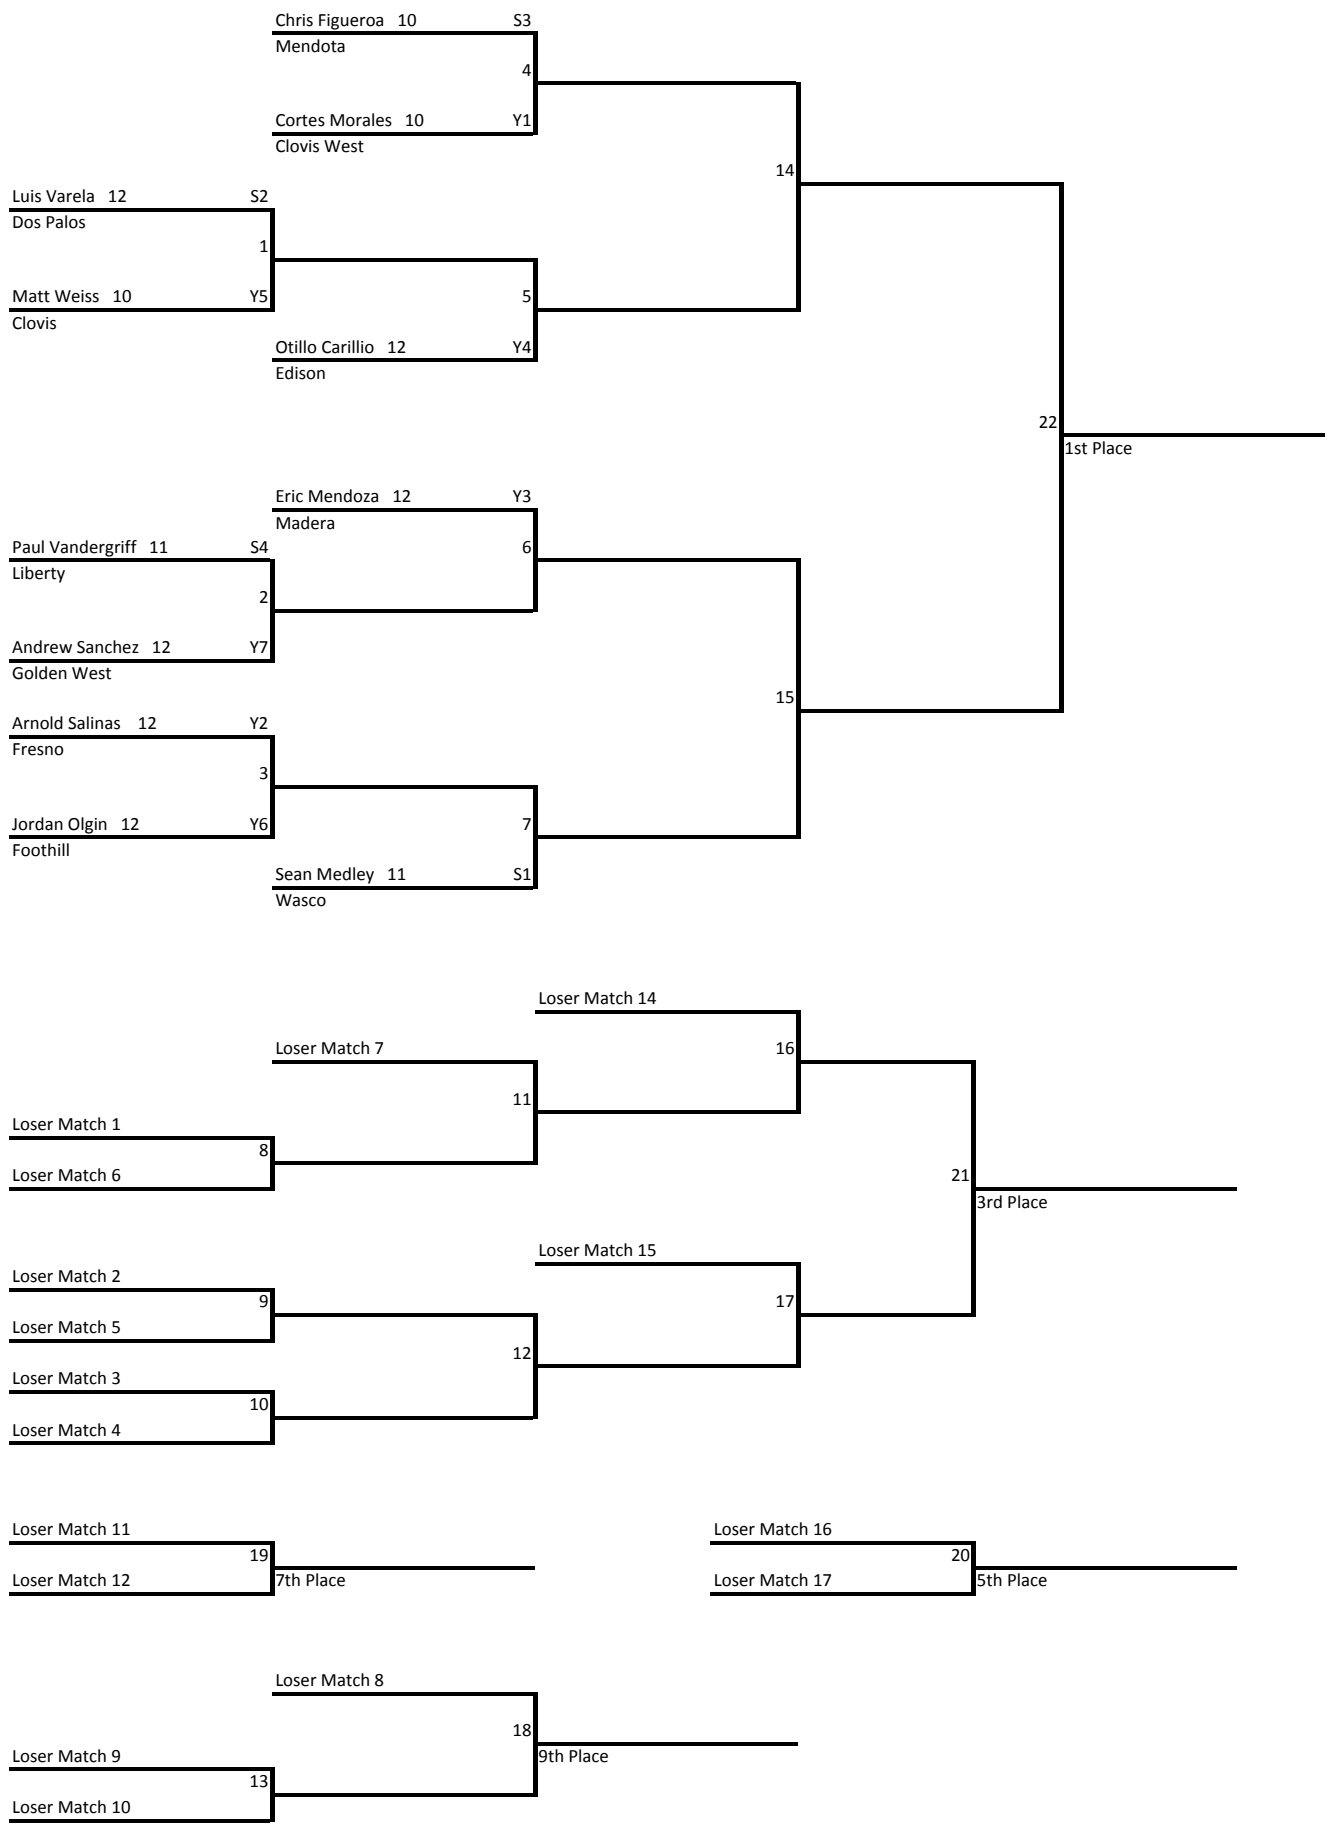 Chris Figueroa 10 S3
Mendota
4
Cortes Morales 10 Y1
Clovis West
14
Luis Varela 12 S2
Dos Palos
1
Matt Weiss 10 Y5
Clovis
5
Otillo Carillio 12 Y4
Edison
22
1st Place
Eric Mendoza 12 Y3
Madera
Paul Vandergriff 11 S4
6
Liberty
2
Andrew Sanchez 12 Y7
Golden West
15
Arnold Salinas 12 Y2
Fresno
3
Jordan Olgin 12 Y6
7
Foothill
Sean Medley 11 S1
Wasco
Loser Match 14
Loser Match 7
16
11
Loser Match 1
8
Loser Match 6
21
3rd Place
Loser Match 15
Loser Match 2
9
17
Loser Match 5
12
Loser Match 3
10
Loser Match 4
Loser Match 11
Loser Match 16
19
20
Loser Match 12
7th Place
Loser Match 17
5th Place
Loser Match 8
18
Loser Match 9
9th Place
13
Loser Match 10